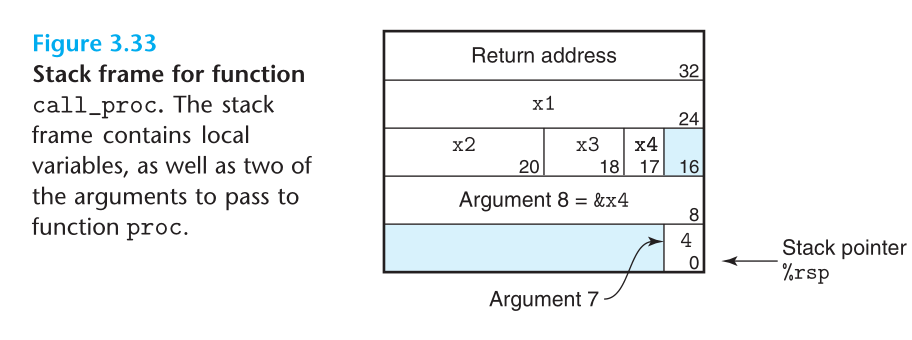 Figure 3.33
Stack frame for function
call_proc. The stack
frame contains local
variables, as well as two of
the arguments to pass to
function proc.
Return address
32
x1
24
x2 x3 x4
20 18 17 16
Argument 8 = &x4
8
4
0
Stack pointer
%rsp
Argument 7